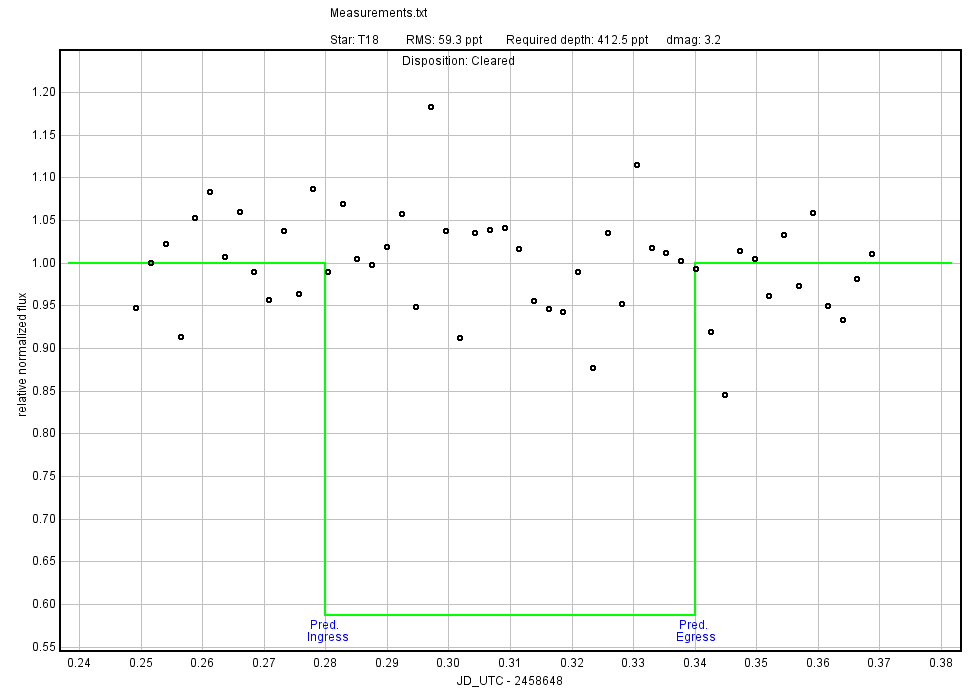 Measurements.txt
Star: T18 RMS: 59.3 ppt Required depth: 412.5 ppt dmag: 3.2
Disposition: Cleared
relative normalized flux
1.20
1.15
1.10
1.05
1.00
0.95
0.90
0.85
0.80
0.75
0.70
0.65
0.60
0.55
Pred.
Ingress
Pred.
Egress
0.24 0.25 0.26 0.27 0.28 0.29 0.30 0.31 0.32 0.33 0.34 0.35 0.36 0.37 0.38
JD_UTC - 2458648